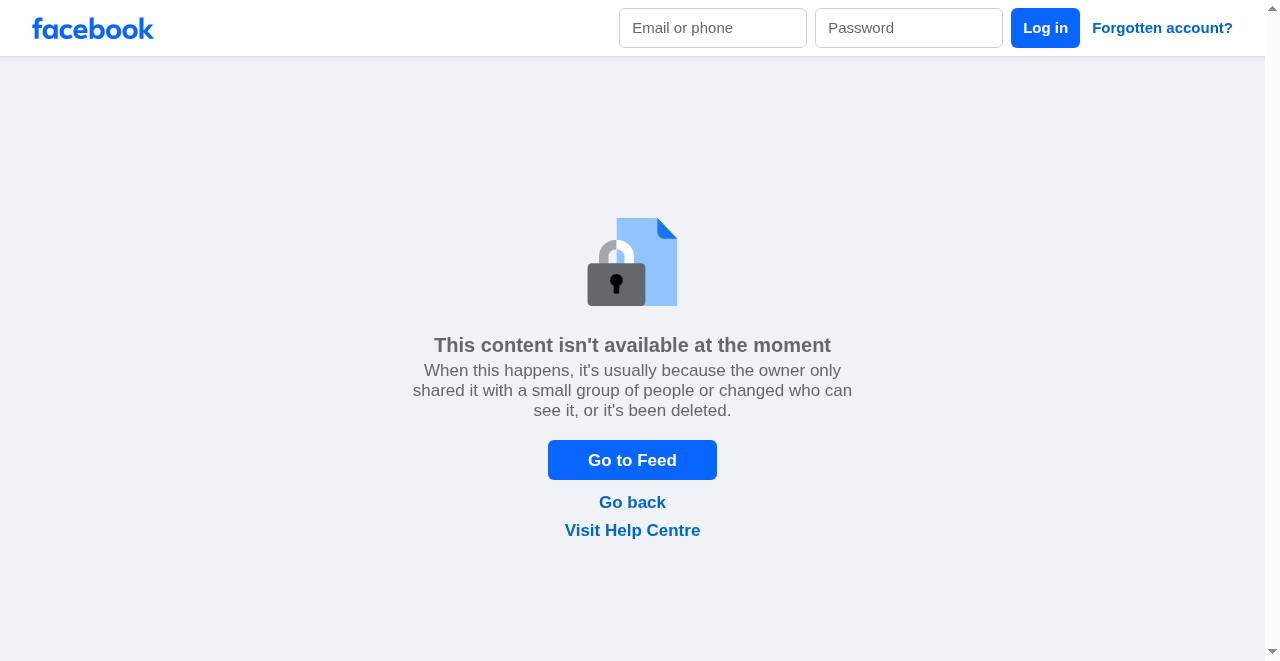 facebook
Email or phone
Password
Log in
Forgotten account?
This content isn't available at the moment
When this happens, it's usually because the owner only
shared it with a small group of people or changed who can
see it, or it's been deleted.
Go to Feed
Go back
Visit Help Centre